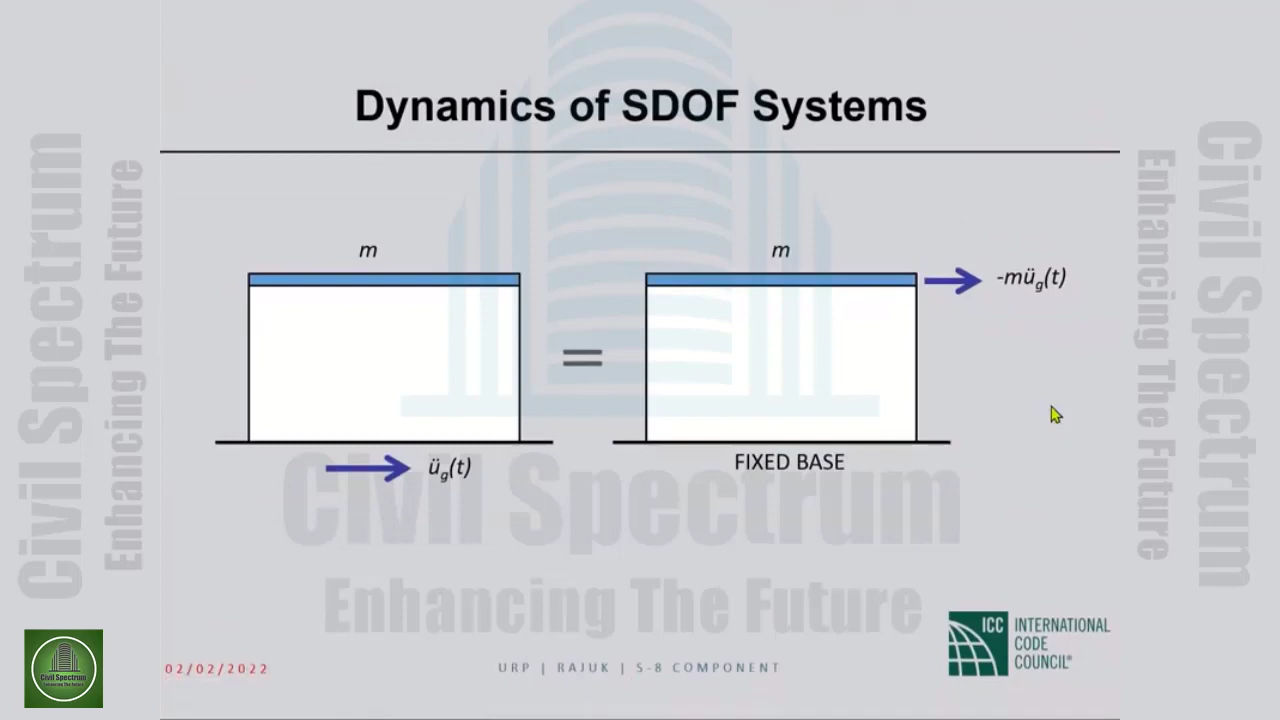 Dynamics of SDOF Systems
m
m
-müg(t)
=
üg(t)
FIXED BASE
Civil Spectrum
Enhancing The Future
Civil Spectrum
Enhancing The Future
Enhancing The Future
Civil Spectrum
Civil Spectrum
Enhancing The Future
02/02/2022
URP | RAJUK | S-8 COMPONENT
ICC INTERNATIONAL
CODE
COUNCIL®